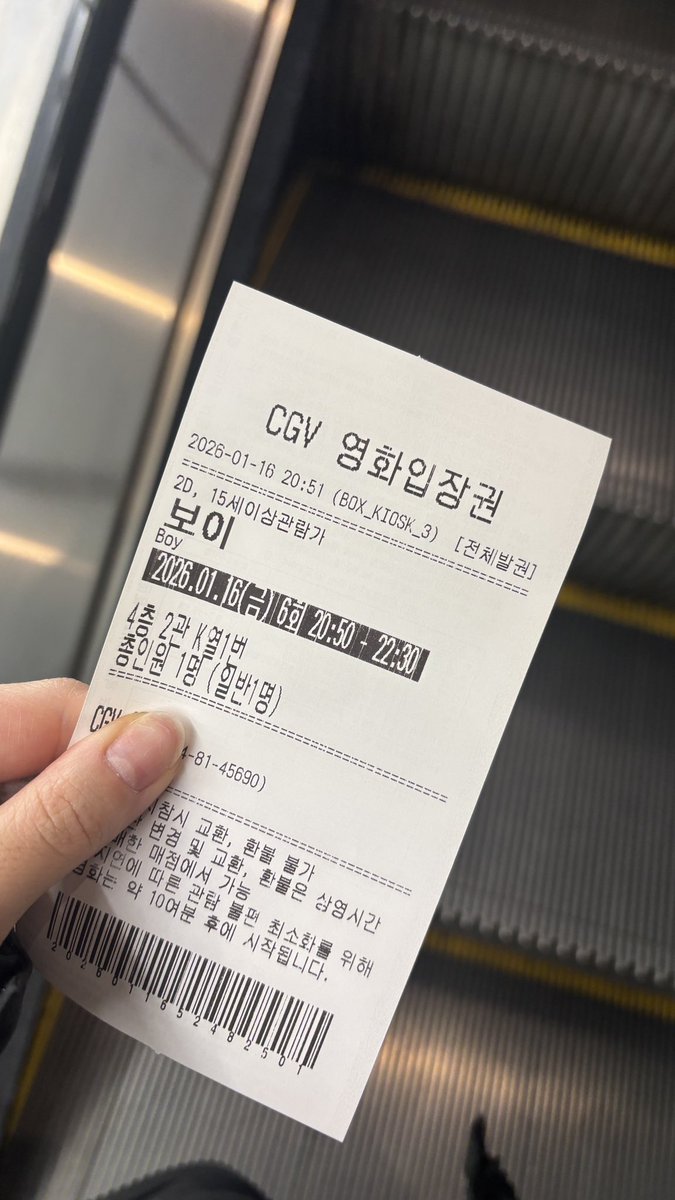 CGV 영화입장권
2026-01-16 20:51 (BOX_KIOSK_3) [전체발권]
2D, 15세이상관람가
보이
Boy
2026.01.16(금) 6회 20:50 - 22:30
4층 2관 K열1번
총인원 1명 (일반1명)
CGV
4-81-45690)
참시 교환, 환불 불가
변경 및 교환, 환불은 상영시간
매점에서 가능
지연에 따른 관람 불편 최소화를 위해
영화는 약 10여분 후에 시작됩니다.